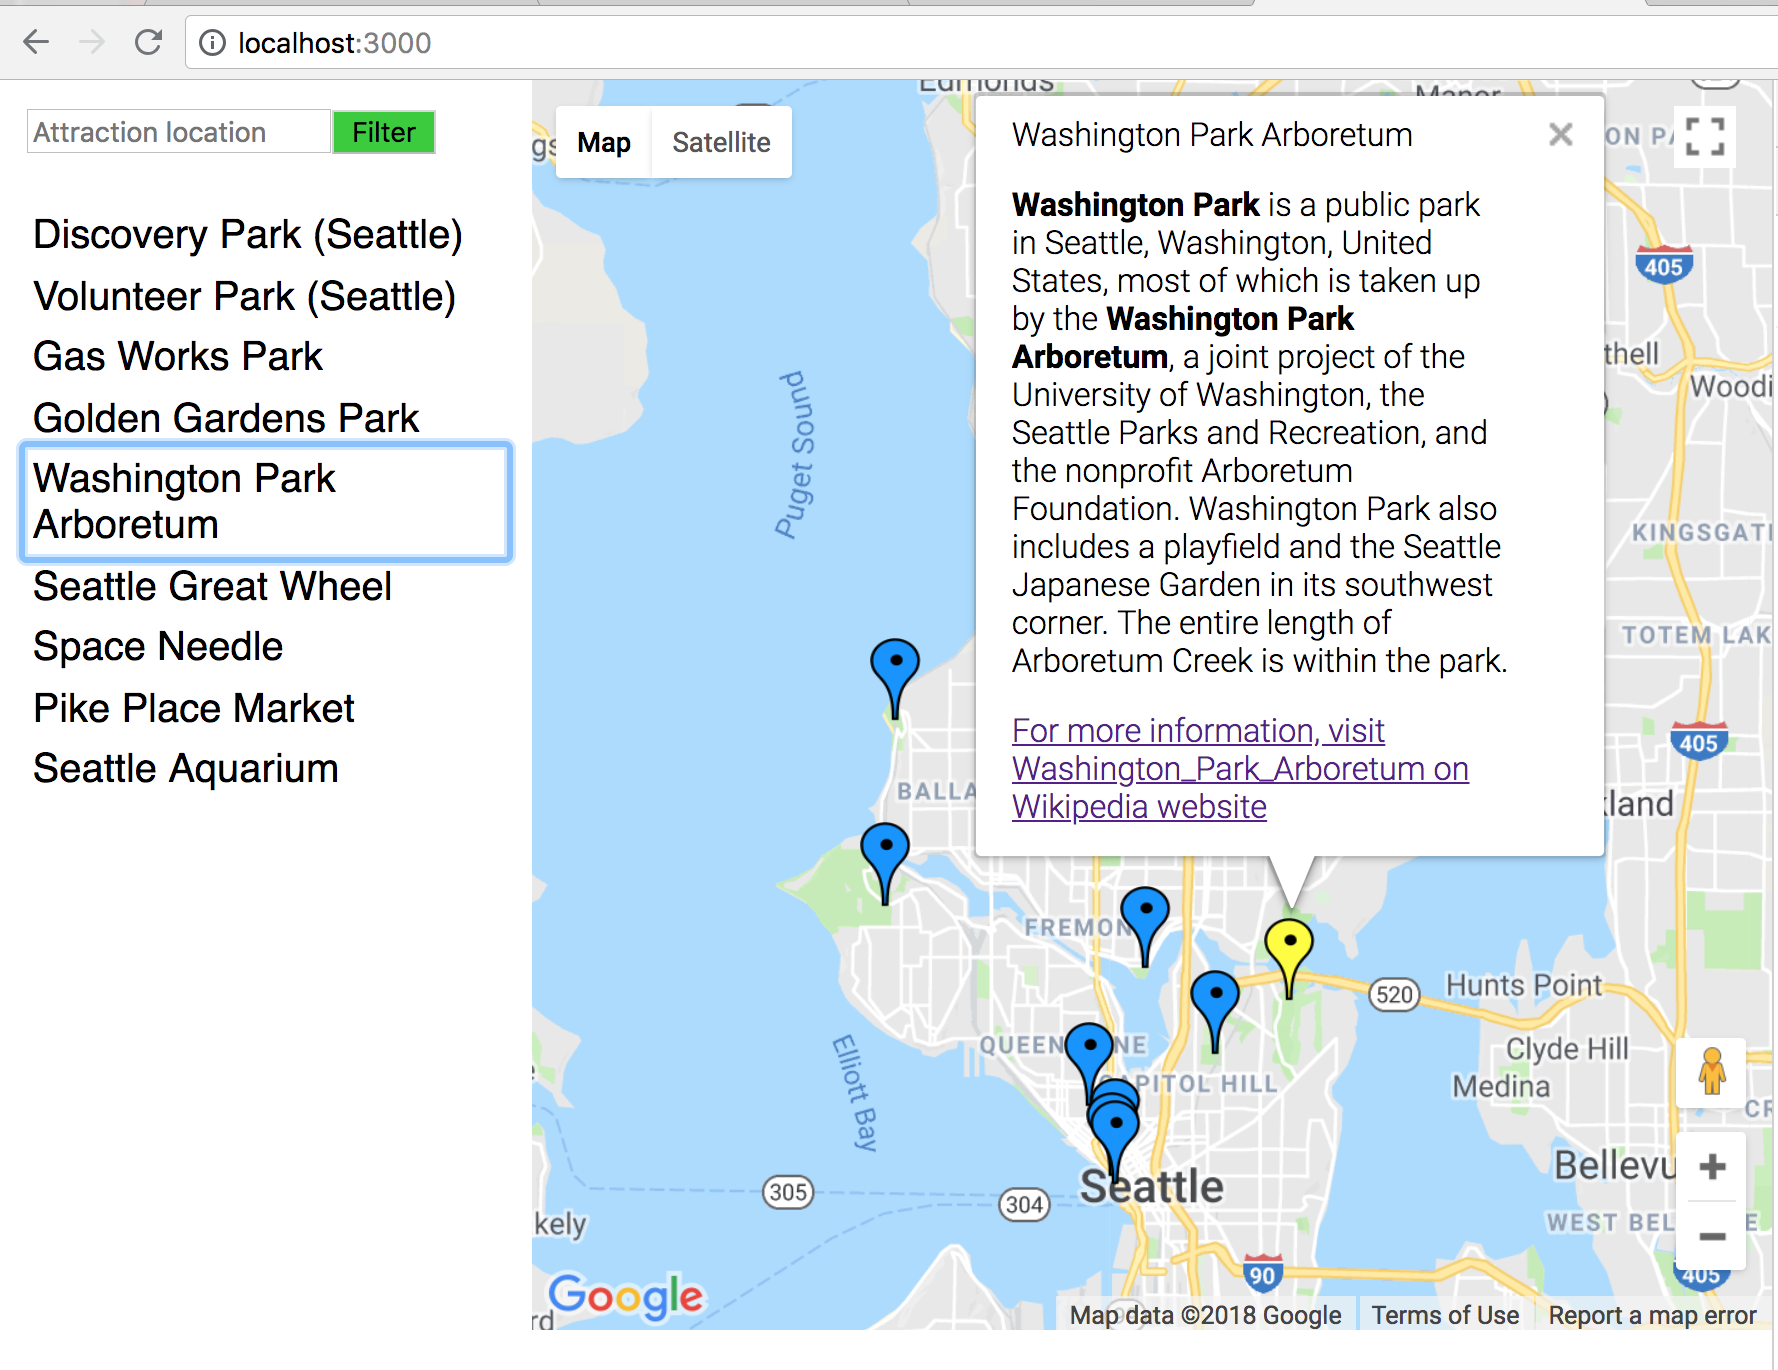 localhost:3000
Attraction location
Filter
Discovery Park (Seattle)
Volunteer Park (Seattle)
Gas Works Park
Golden Gardens Park
Washington Park
Arboretum
Seattle Great Wheel
Space Needle
Pike Place Market
Seattle Aquarium
Map
Satellite
Washington Park Arboretum
Washington Park is a public park
in Seattle, Washington, United
States, most of which is taken up
by the Washington Park
Arboretum, a joint project of the
University of Washington, the
Seattle Parks and Recreation, and
the nonprofit Arboretum
Foundation. Washington Park also
includes a playfield and the Seattle
Japanese Garden in its southwest
corner. The entire length of
Arboretum Creek is within the park.
For more information, visit
Washington_Park_Arboretum on
Wikipedia website
Edmonds
405
thell
Woodi
Puget Sound
KINGSGAT
TOTEM LAK
405
BALLA
kland
FREMON
520
Hunts Point
QUEEN
NE
Clyde Hill
Elliott Bay
CAPITOL HILL
Medina
Bellevu
Seattle
305
304
kely
WEST BEL
E
90
405
Google
rd
Map data ©2018 Google
Terms of Use
Report a map error